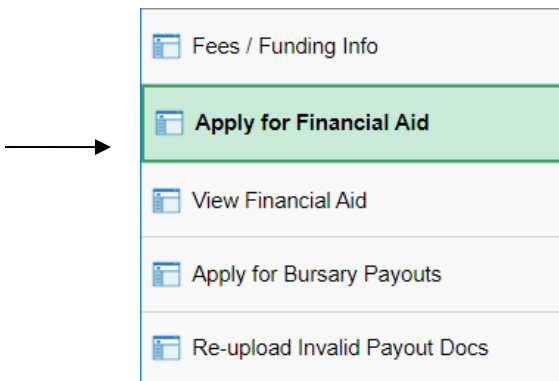 Fees / Funding Info
Apply for Financial Aid
View Financial Aid
Apply for Bursary Payouts
Re-upload Invalid Payout Docs